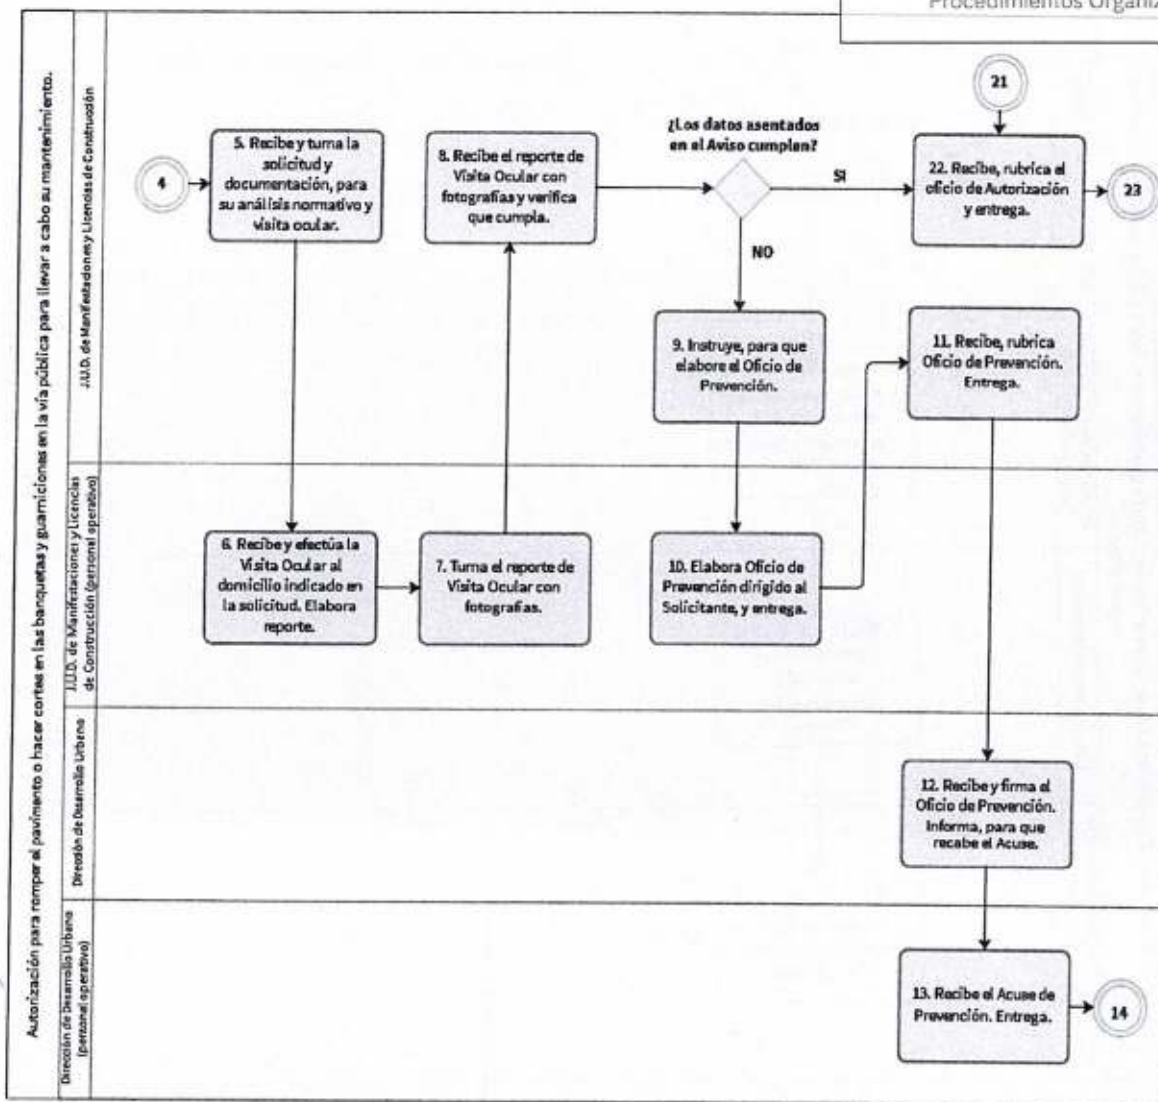 Procedimientos Organiz
Autorización para romper el pavimento o hacer cortes en las banquetas y guarniciones en la vía pública para llevar a cabo su mantenimiento.
J.U.D. de Manifestaciones y Licencias de Construcción
4
5. Recibe y turna la
solicitud y
documentación, para
su análisis normativo y
visita ocular.
8. Recibe el reporte de
Visita Ocular con
fotografías y verifica
que cumpla.
¿Los datos asentados
en el Aviso cumplen?
SI
NO
21
22. Recibe, rubrica el
oficio de Autorización
y entrega.
23
9. Instruye, para que
elabore el Oficio de
Prevención.
11. Recibe, rubrica
Oficio de Prevención.
Entrega.
J.U.D. de Manifestaciones y Licencias
de Construcción (personal operativo)
6. Recibe y efectúa la
Visita Ocular al
domicilio indicado en
la solicitud. Elabora
reporte.
7. Turna el reporte de
Visita Ocular con
fotografías.
10. Elabora Oficio de
Prevención dirigido al
Solicitante, y entrega.
Dirección de Desarrollo Urbano
12. Recibe y firma el
Oficio de Prevención.
Informa, para que
recabe el Acuse.
Dirección de Desarrollo Urbano
(personal operativo)
13. Recibe el Acuse de
Prevención. Entrega.
14